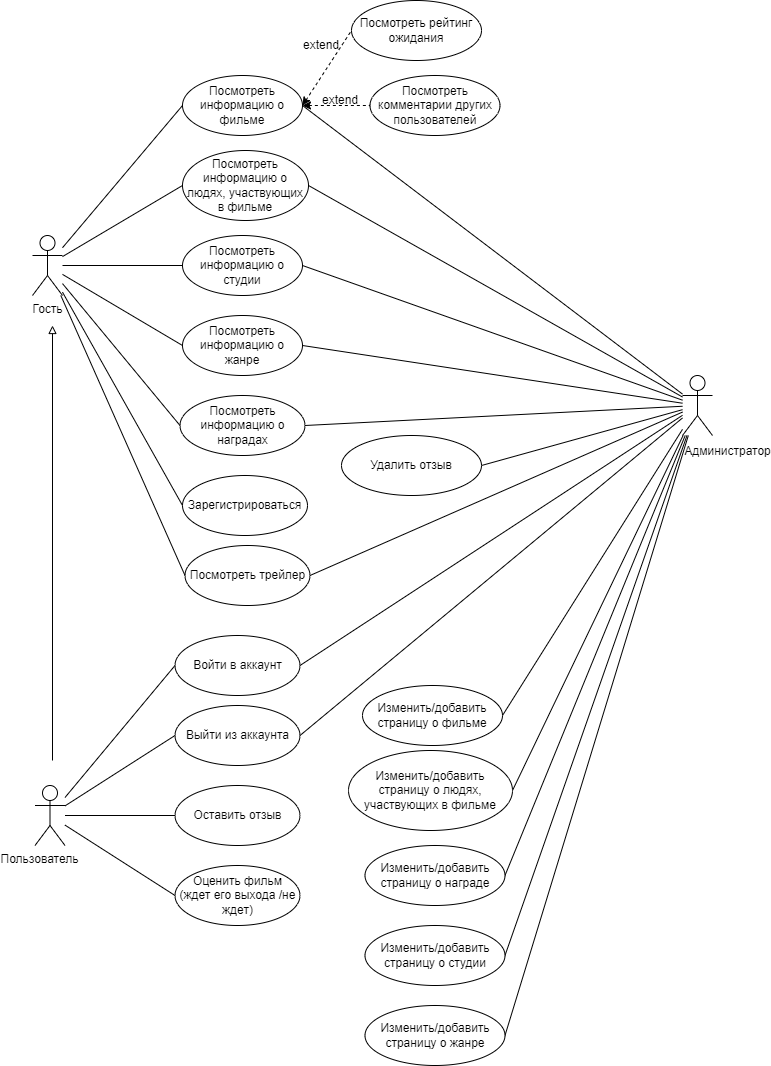 Посмотреть рейтинг
ожидания
extend
Посмотреть
информацию о
фильме
extend
Посмотреть
комментарии других
пользователей
Посмотреть
информацию о
людях, участвующих
в фильме
Посмотреть
информацию о
студии
Гость
Посмотреть
информацию о
жанре
Посмотреть
информацию о
наградах
Удалить отзыв
Администратор
Зарегистрироваться
Посмотреть трейлер
Войти в аккаунт
Выйти из аккаунта
Изменить/добавить
страницу о фильме
Изменить/добавить
страницу о людях,
участвующих в фильме
Оставить отзыв
Пользователь
Оценить фильм
(ждет его выхода /не
ждет)
Изменить/добавить
страницу о награде
Изменить/добавить
страницу о студии
Изменить/добавить
страницу о жанре